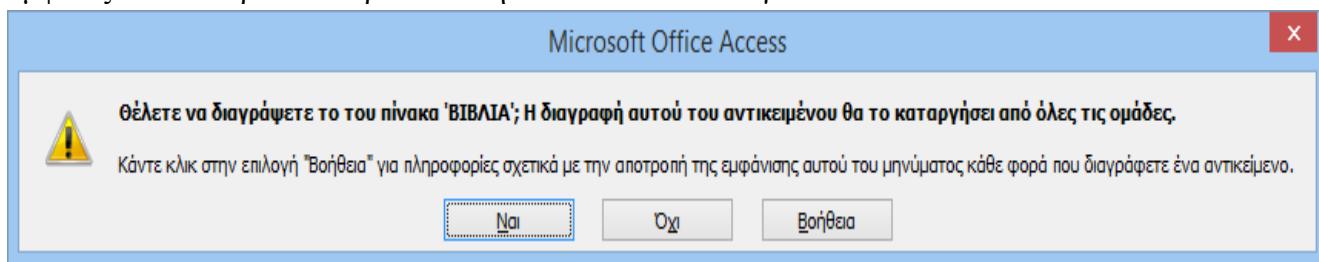 Microsoft Office Access
x
Θέλετε να διαγράψετε το του πίνακα 'ΒΙΒΛΙΑ'; Η διαγραφή αυτού του αντικειμένου θα το καταργήσει από όλες τις ομάδες.
Κάντε κλικ στην επιλογή "Βοήθεια" για πληροφορίες σχετικά με την αποτροπή της εμφάνισης αυτού του μηνύματος κάθε φορά που διαγράφετε ένα αντικείμενο.
Ναι Όχι Βοήθεια